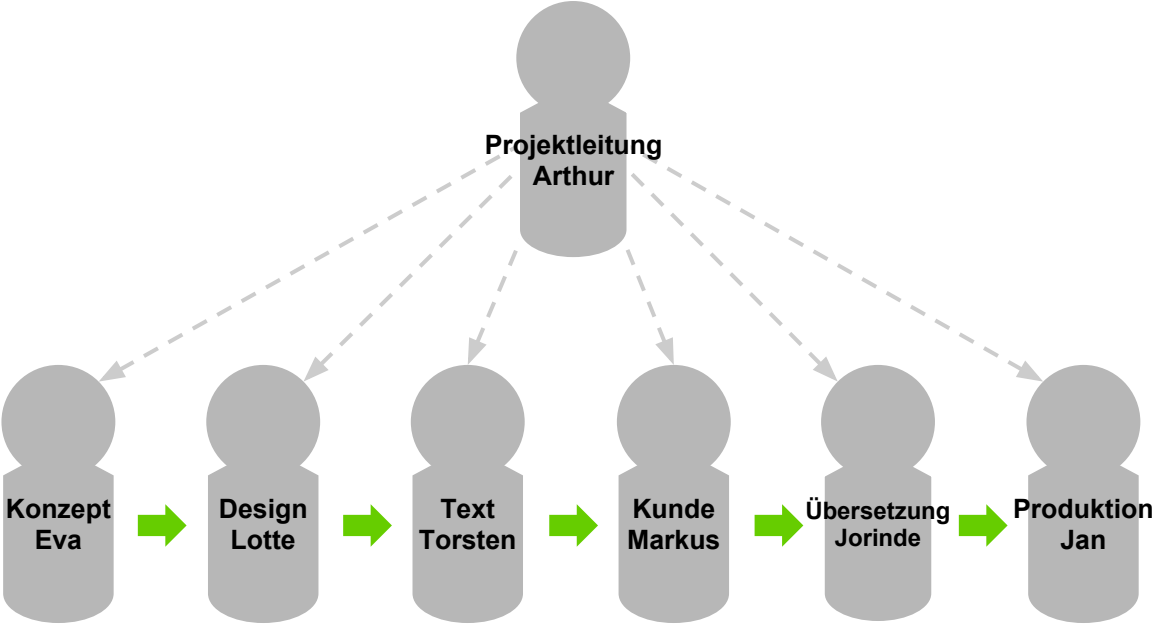 Projektleitung
Arthur
Konzept
Eva
Design
Lotte
Text
Torsten
Kunde
Markus
Übersetzung
Jorinde
Produktion
Jan